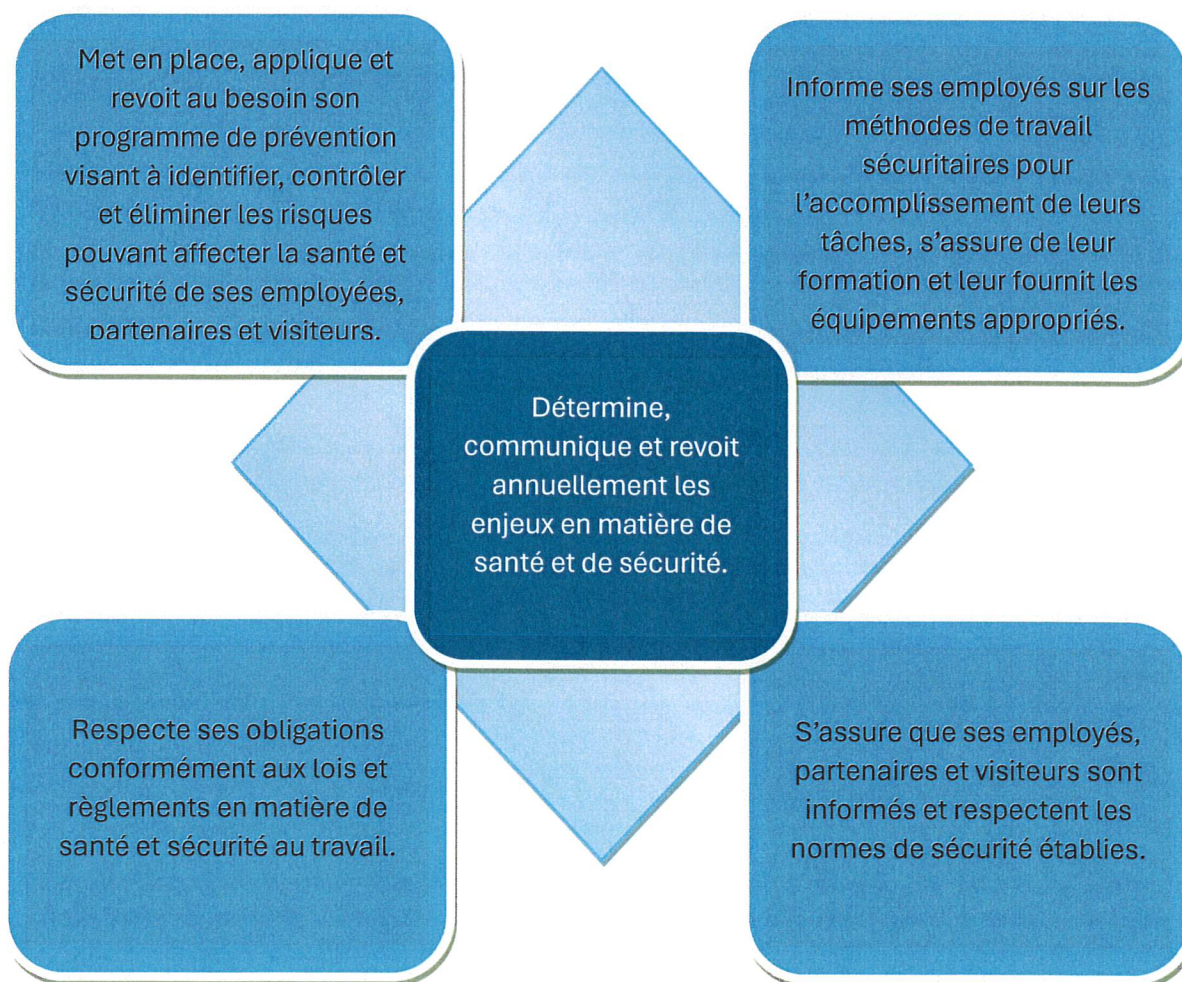 Met en place, applique et
revoit au besoin son
programme de prévention
visant à identifier, contrôler
et éliminer les risques
pouvant affecter la santé et
sécurité de ses employées,
partenaires et visiteurs.
Informe ses employés sur les
méthodes de travail
sécuritaires pour
l’accomplissement de leurs
tâches, s’assure de leur
formation et leur fournit les
équipements appropriés.
Détermine,
communique et revoit
annuellement les
enjeux en matière de
santé et de sécurité.
Respecte ses obligations
conformément aux lois et
règlements en matière de
santé et sécurité au travail.
S’assure que ses employés,
partenaires et visiteurs sont
informés et respectent les
normes de sécurité établies.